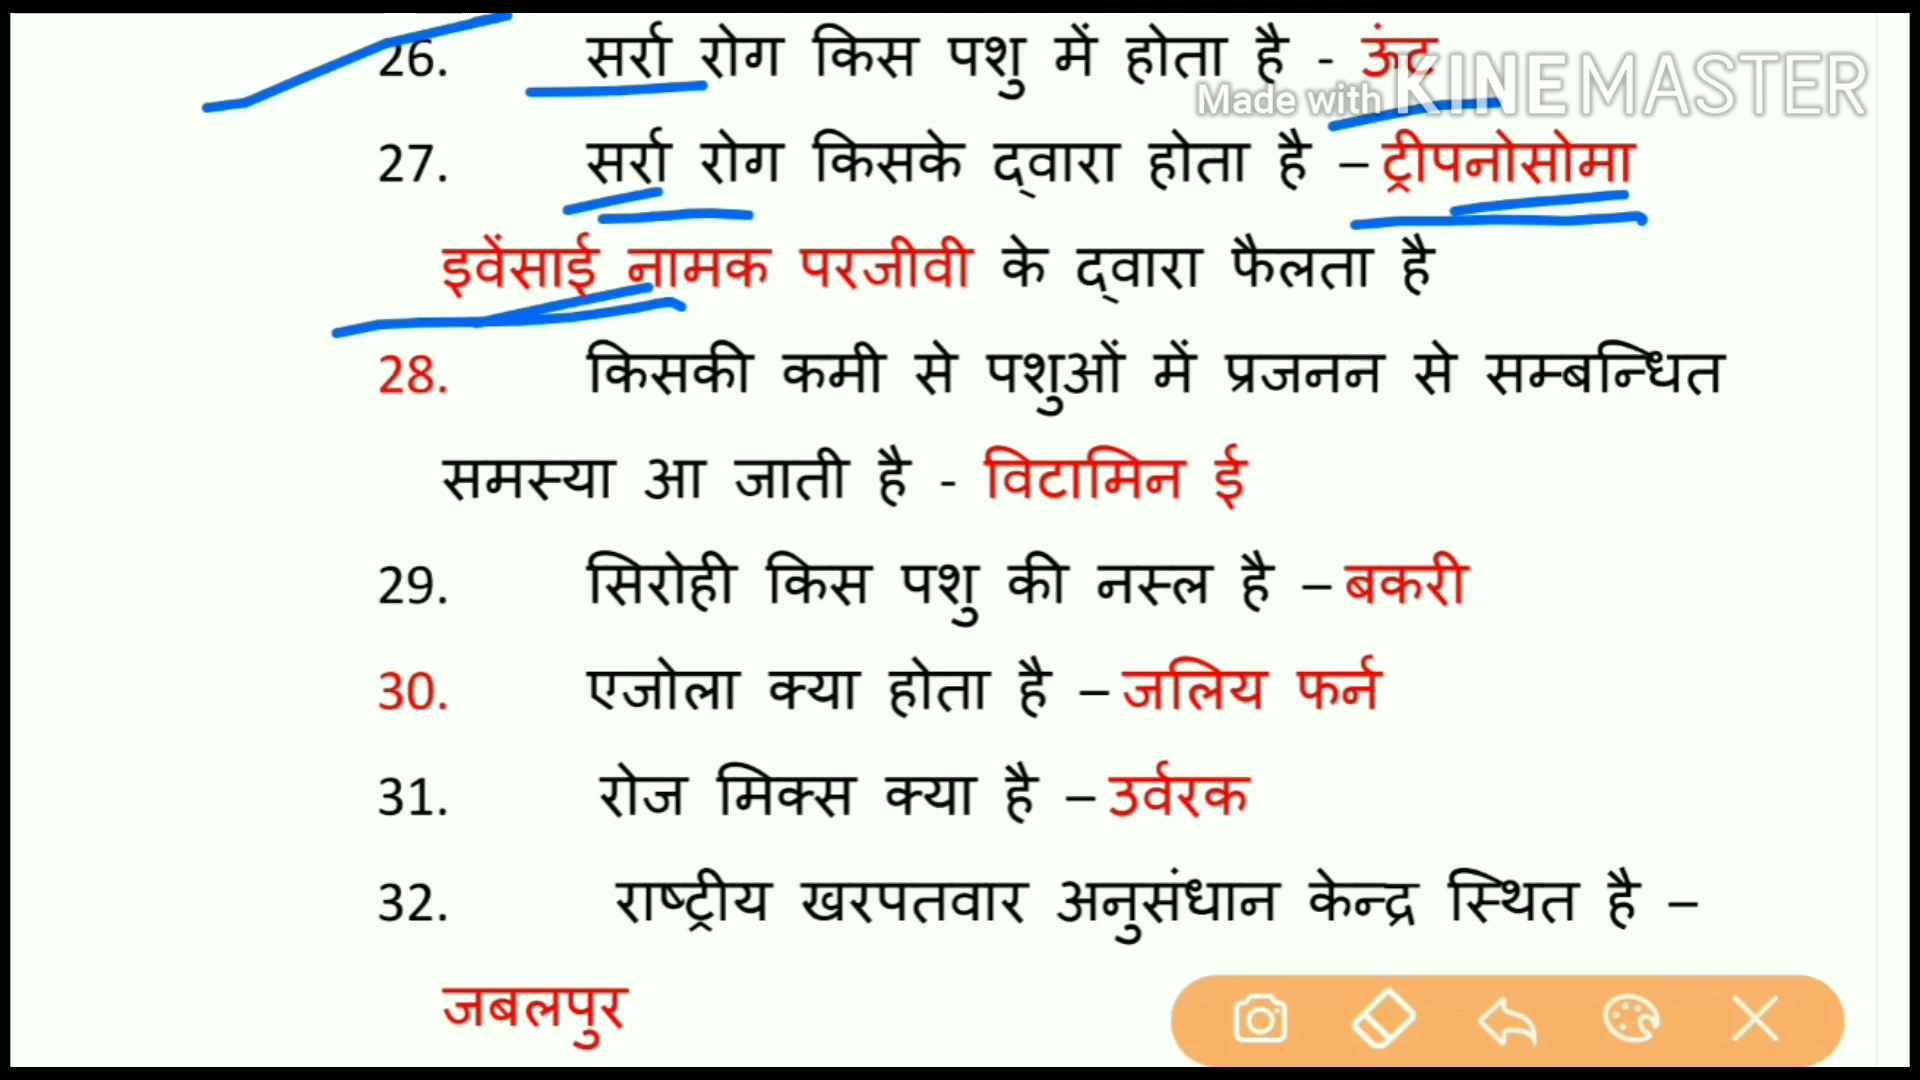 26. सर्रा रोग किस पशु में होता है - ऊंट
Made with KINEMASTER
27. सर्रा रोग किसके द्वारा होता है – ट्रीपनोसोमा
इवेंसाई नामक परजीवी के द्वारा फैलता है
28. किसकी कमी से पशुओं में प्रजनन से सम्बन्धित
समस्या आ जाती है - विटामिन ई
29. सिरोही किस पशु की नस्ल है – बकरी
30. एजोला क्या होता है – जलिय फर्न
31. रोज मिक्स क्या है – उर्वरक
32. राष्ट्रीय खरपतवार अनुसंधान केन्द्र स्थित है –
जबलपुर